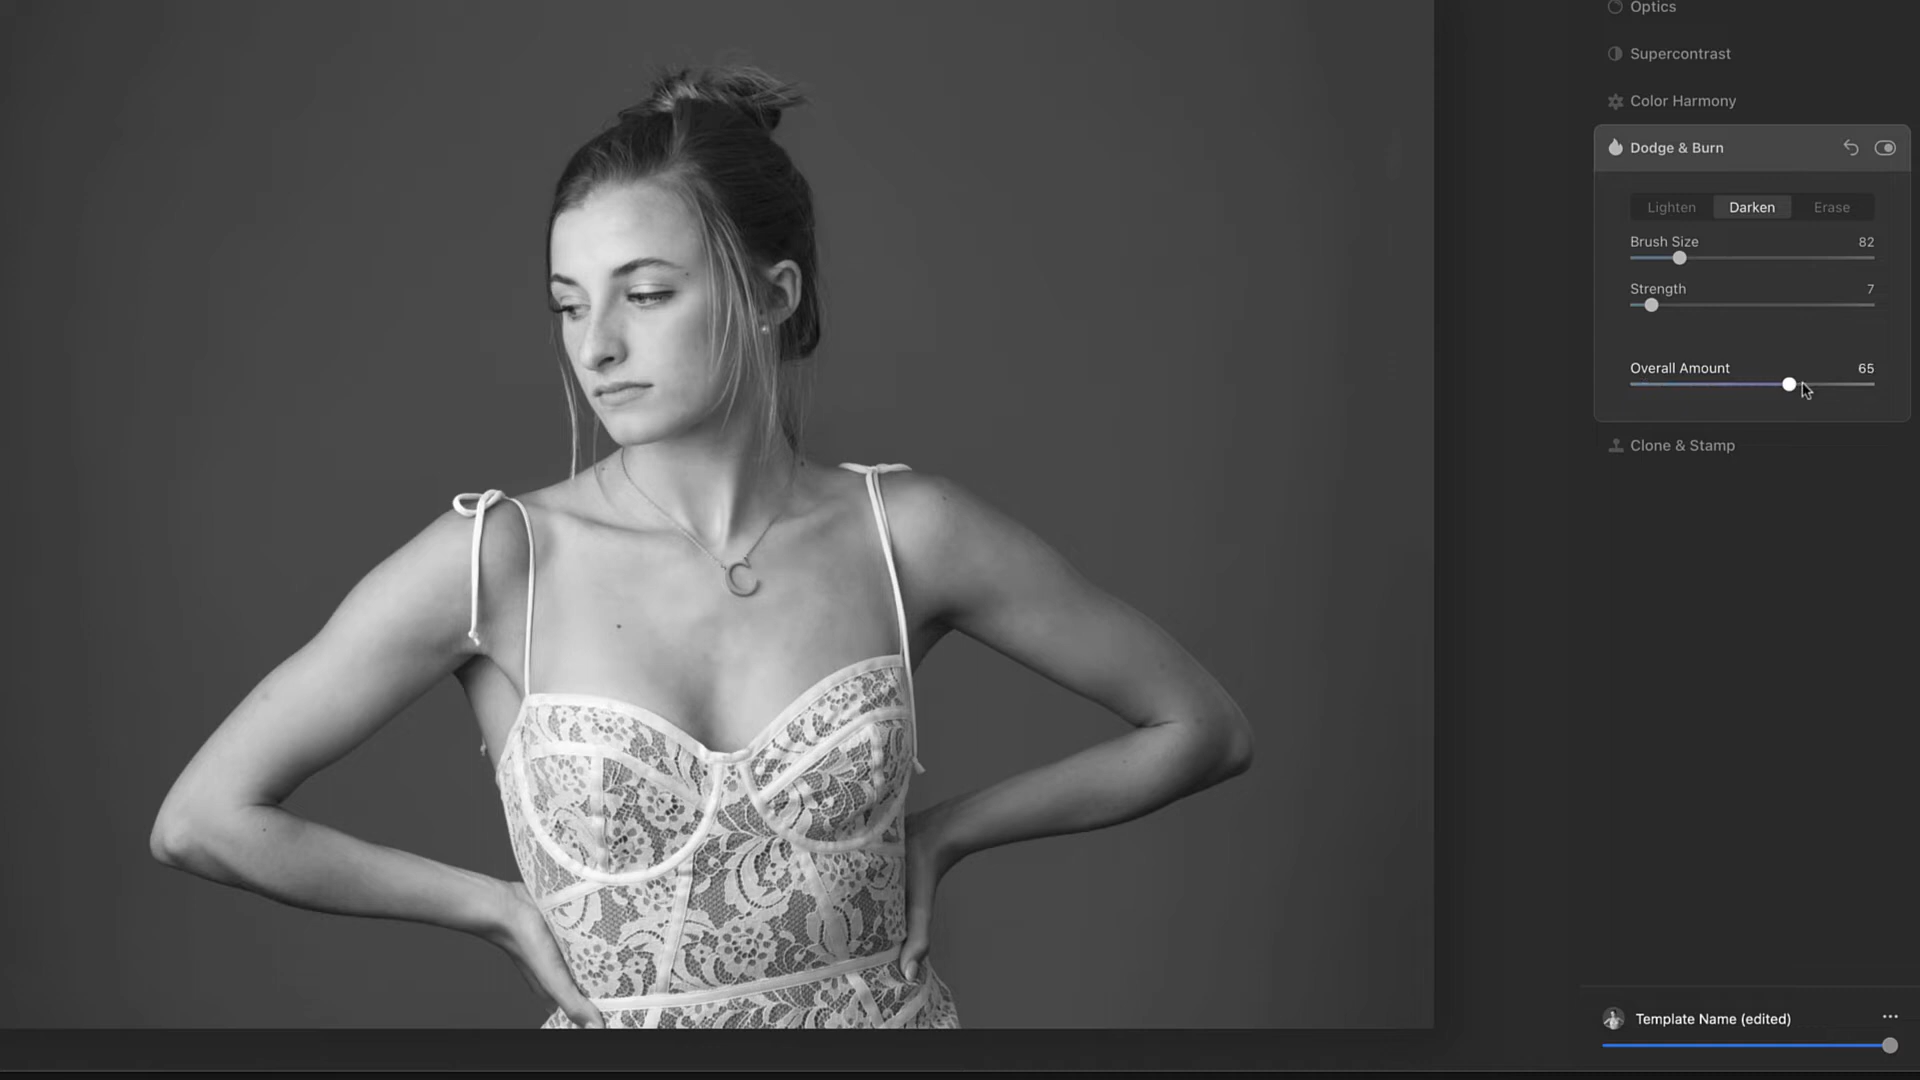 Optics
Supercontrast
Color Harmony
Dodge & Burn
Lighten Darken Erase
Brush Size 82
Strength 7
Overall Amount 65
Clone & Stamp
Template Name (edited)
C